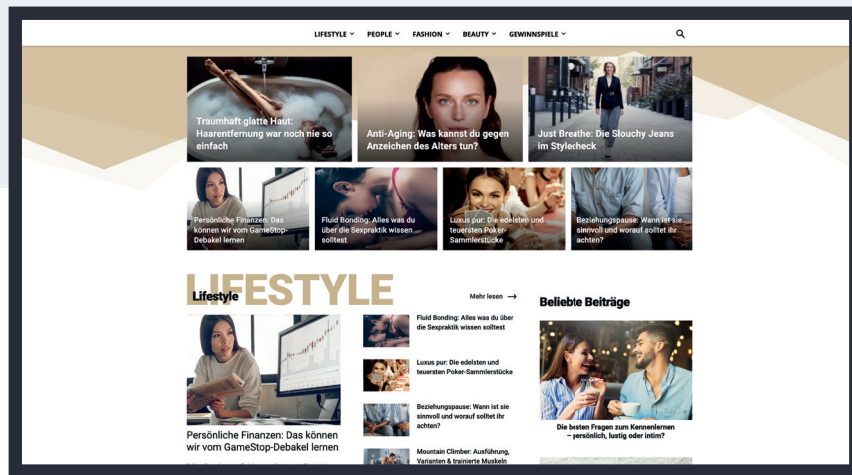 LIFESTYLE PEOPLE FASHION BEAUTY GEWINNSPIELE
Traumhaft glatte Haut:
Haarentfernung war noch nie so
einfach
Anti-Aging: Was kannst du gegen
Anzeichen des Alters tun?
Just Breathe: Die Slouchy Jeans
im Stylecheck
Persönliche Finanzen: Das
können wir vom GameStop-
Debakel lernen
Fluid Bonding: Alles was du
über die Sexpraktik wissen
solltest
Luxus pur: Die edelsten und
teuersten Poker-
Sammlerstücke
Beziehungspause: Wann ist sie
sinnvoll und worauf solltet ihr
achten?
LIFESTYLE
Lifestyle
Mehr lesen →
Persönliche Finanzen: Das können
wir vom GameStop-Debakel lernen
Fluid Bonding: Alles was du über
die Sexpraktik wissen solltest
Luxus pur: Die edelsten und
teuersten Poker-Sammlerstücke
Beziehungspause: Wann ist sie
sinnvoll und worauf solltet ihr
achten?
Mountain Climber: Ausführung,
Varianten & trainierte Muskeln
Beliebte Beiträge
Die besten Fragen zum Kennenlernen
– persönlich, lustig oder intim?